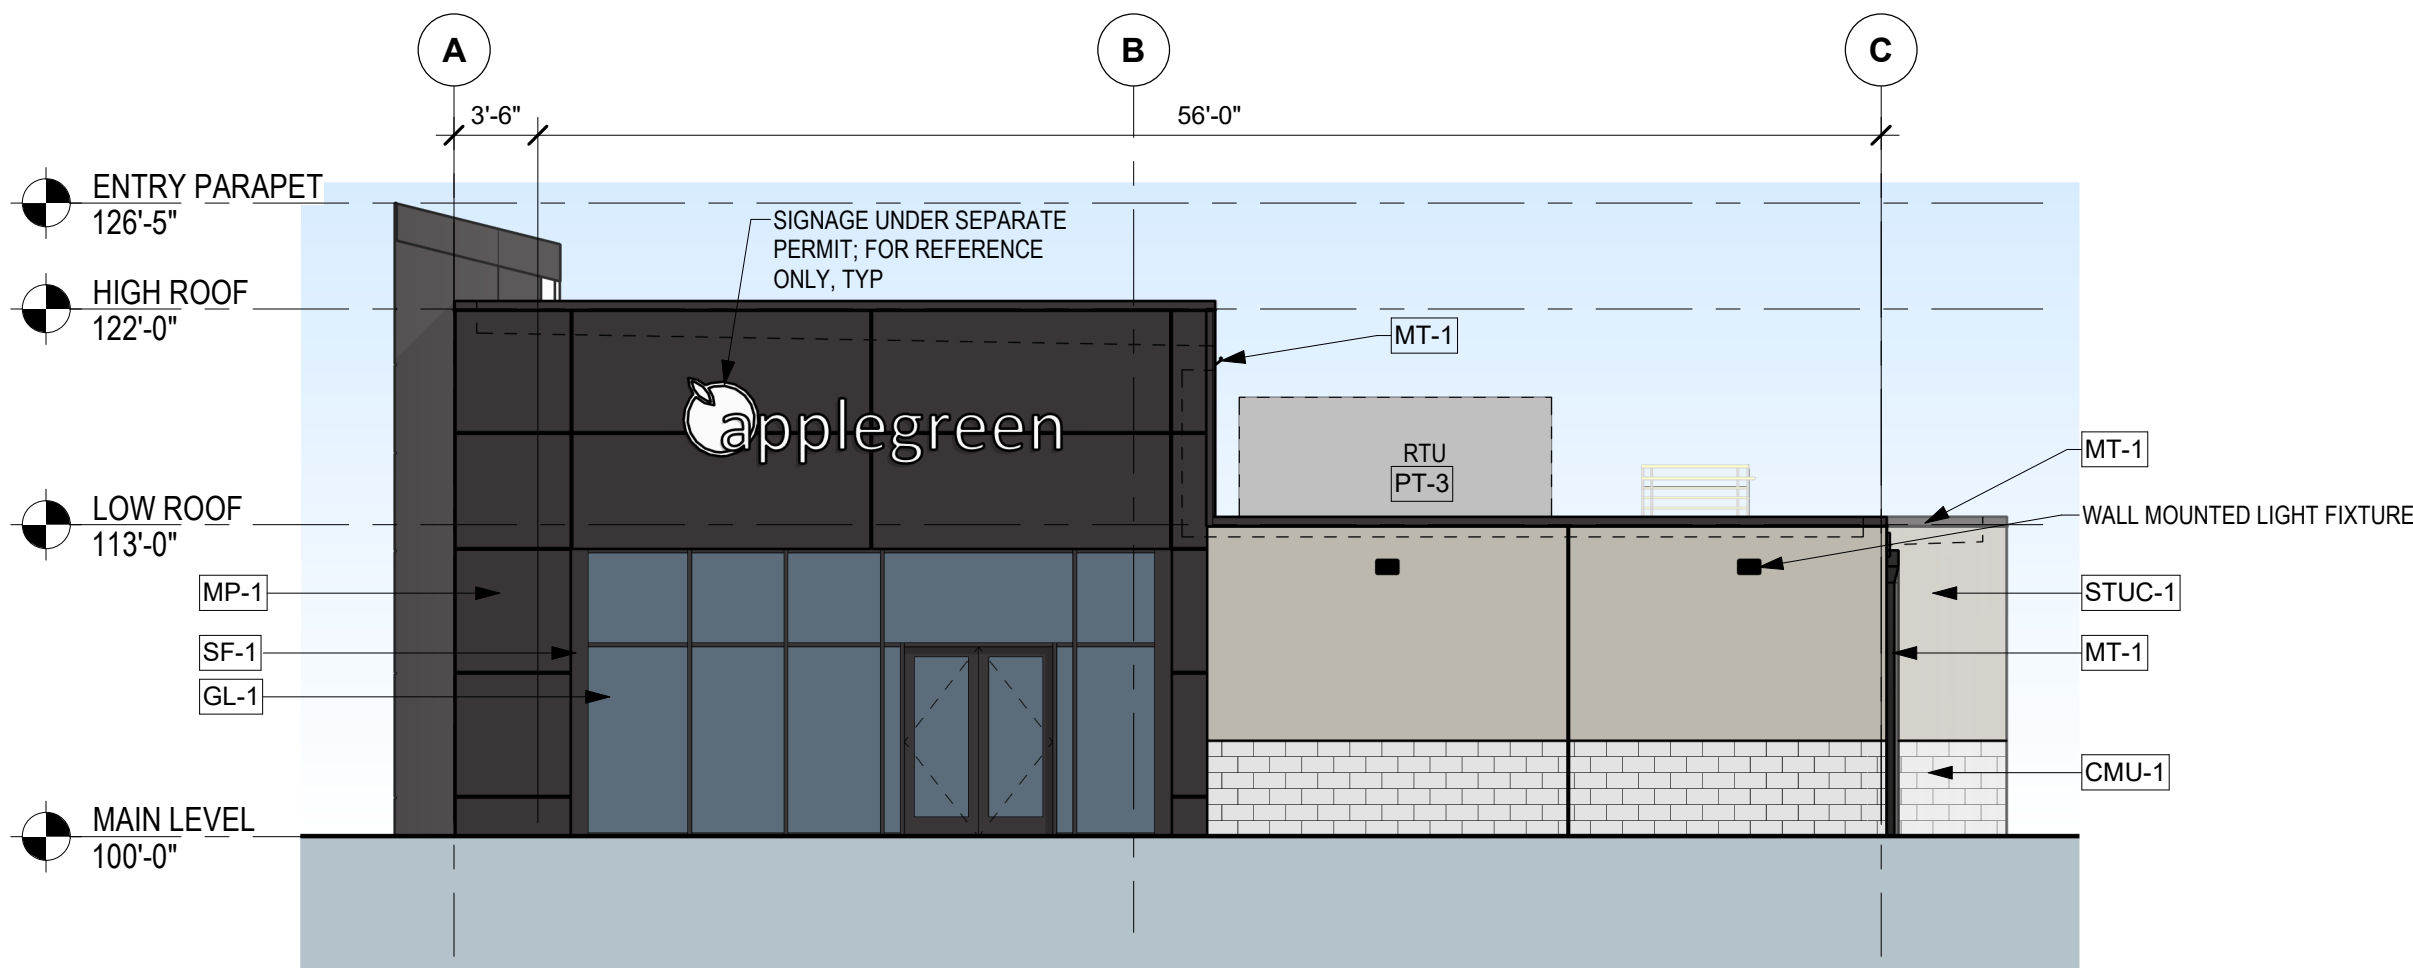 A
B
C
3'-6"
56'-0"
ENTRY PARAPET
126'-5"
SIGNAGE UNDER SEPARATE
PERMIT; FOR REFERENCE
ONLY, TYP
HIGH ROOF
122'-0"
MT-1
applegreen
RTU
PT-3
MT-1
LOW ROOF
113'-0"
WALL MOUNTED LIGHT FIXTURE
MP-1
STUC-1
SF-1
MT-1
GL-1
CMU-1
MAIN LEVEL
100'-0"